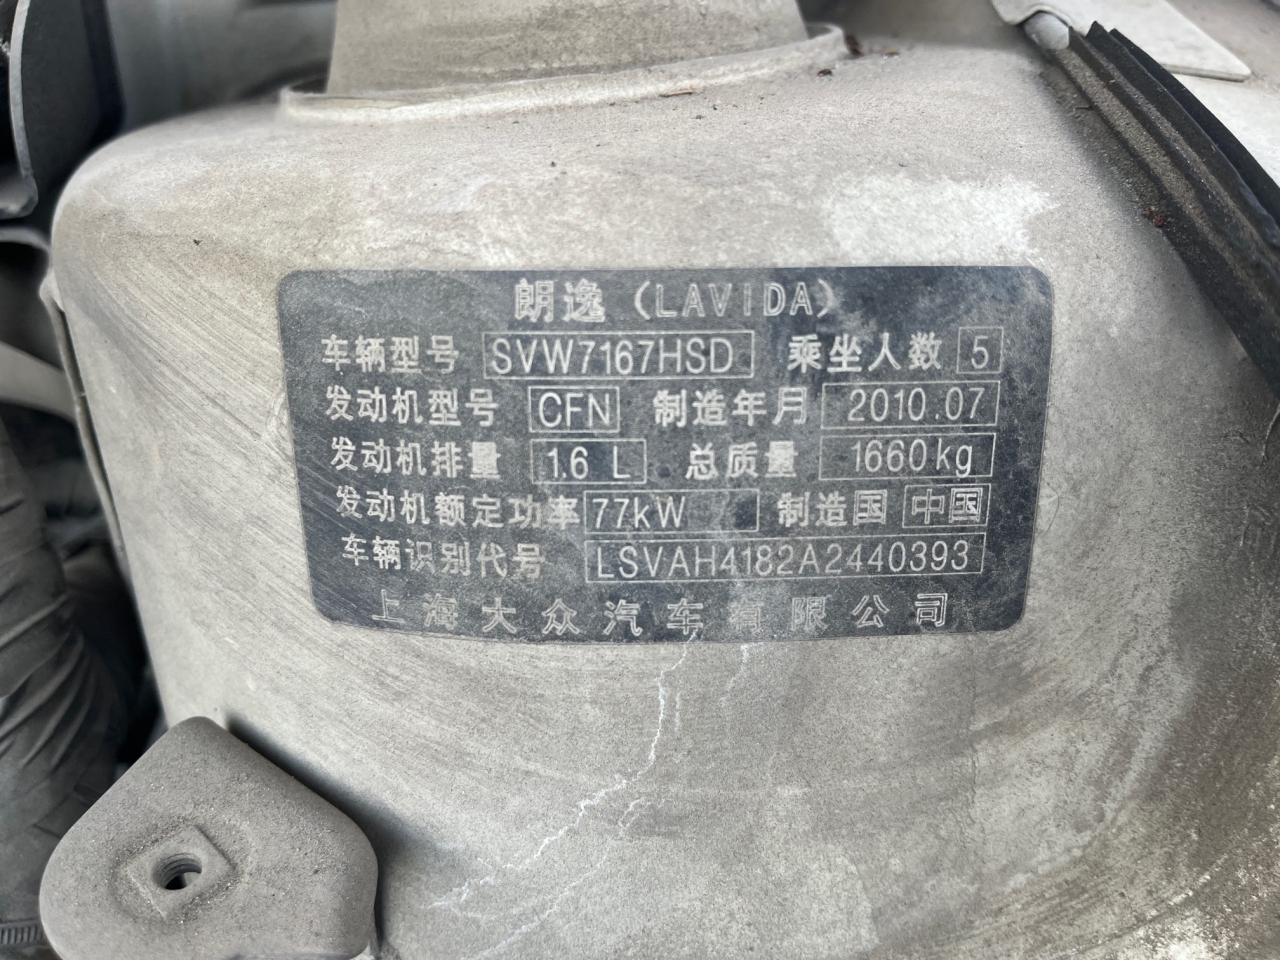 朗逸（LAVIDA）
车辆型号 SVW7167HSD 乘坐人数 5
发动机型号 CFN 制造年月 2010.07
发动机排量 1.6 L 总质量 1660kg
发动机额定功率 77kW 制造国 中国
车辆识别代号 LSVAH4182A2440393
上海大众汽车有限公司